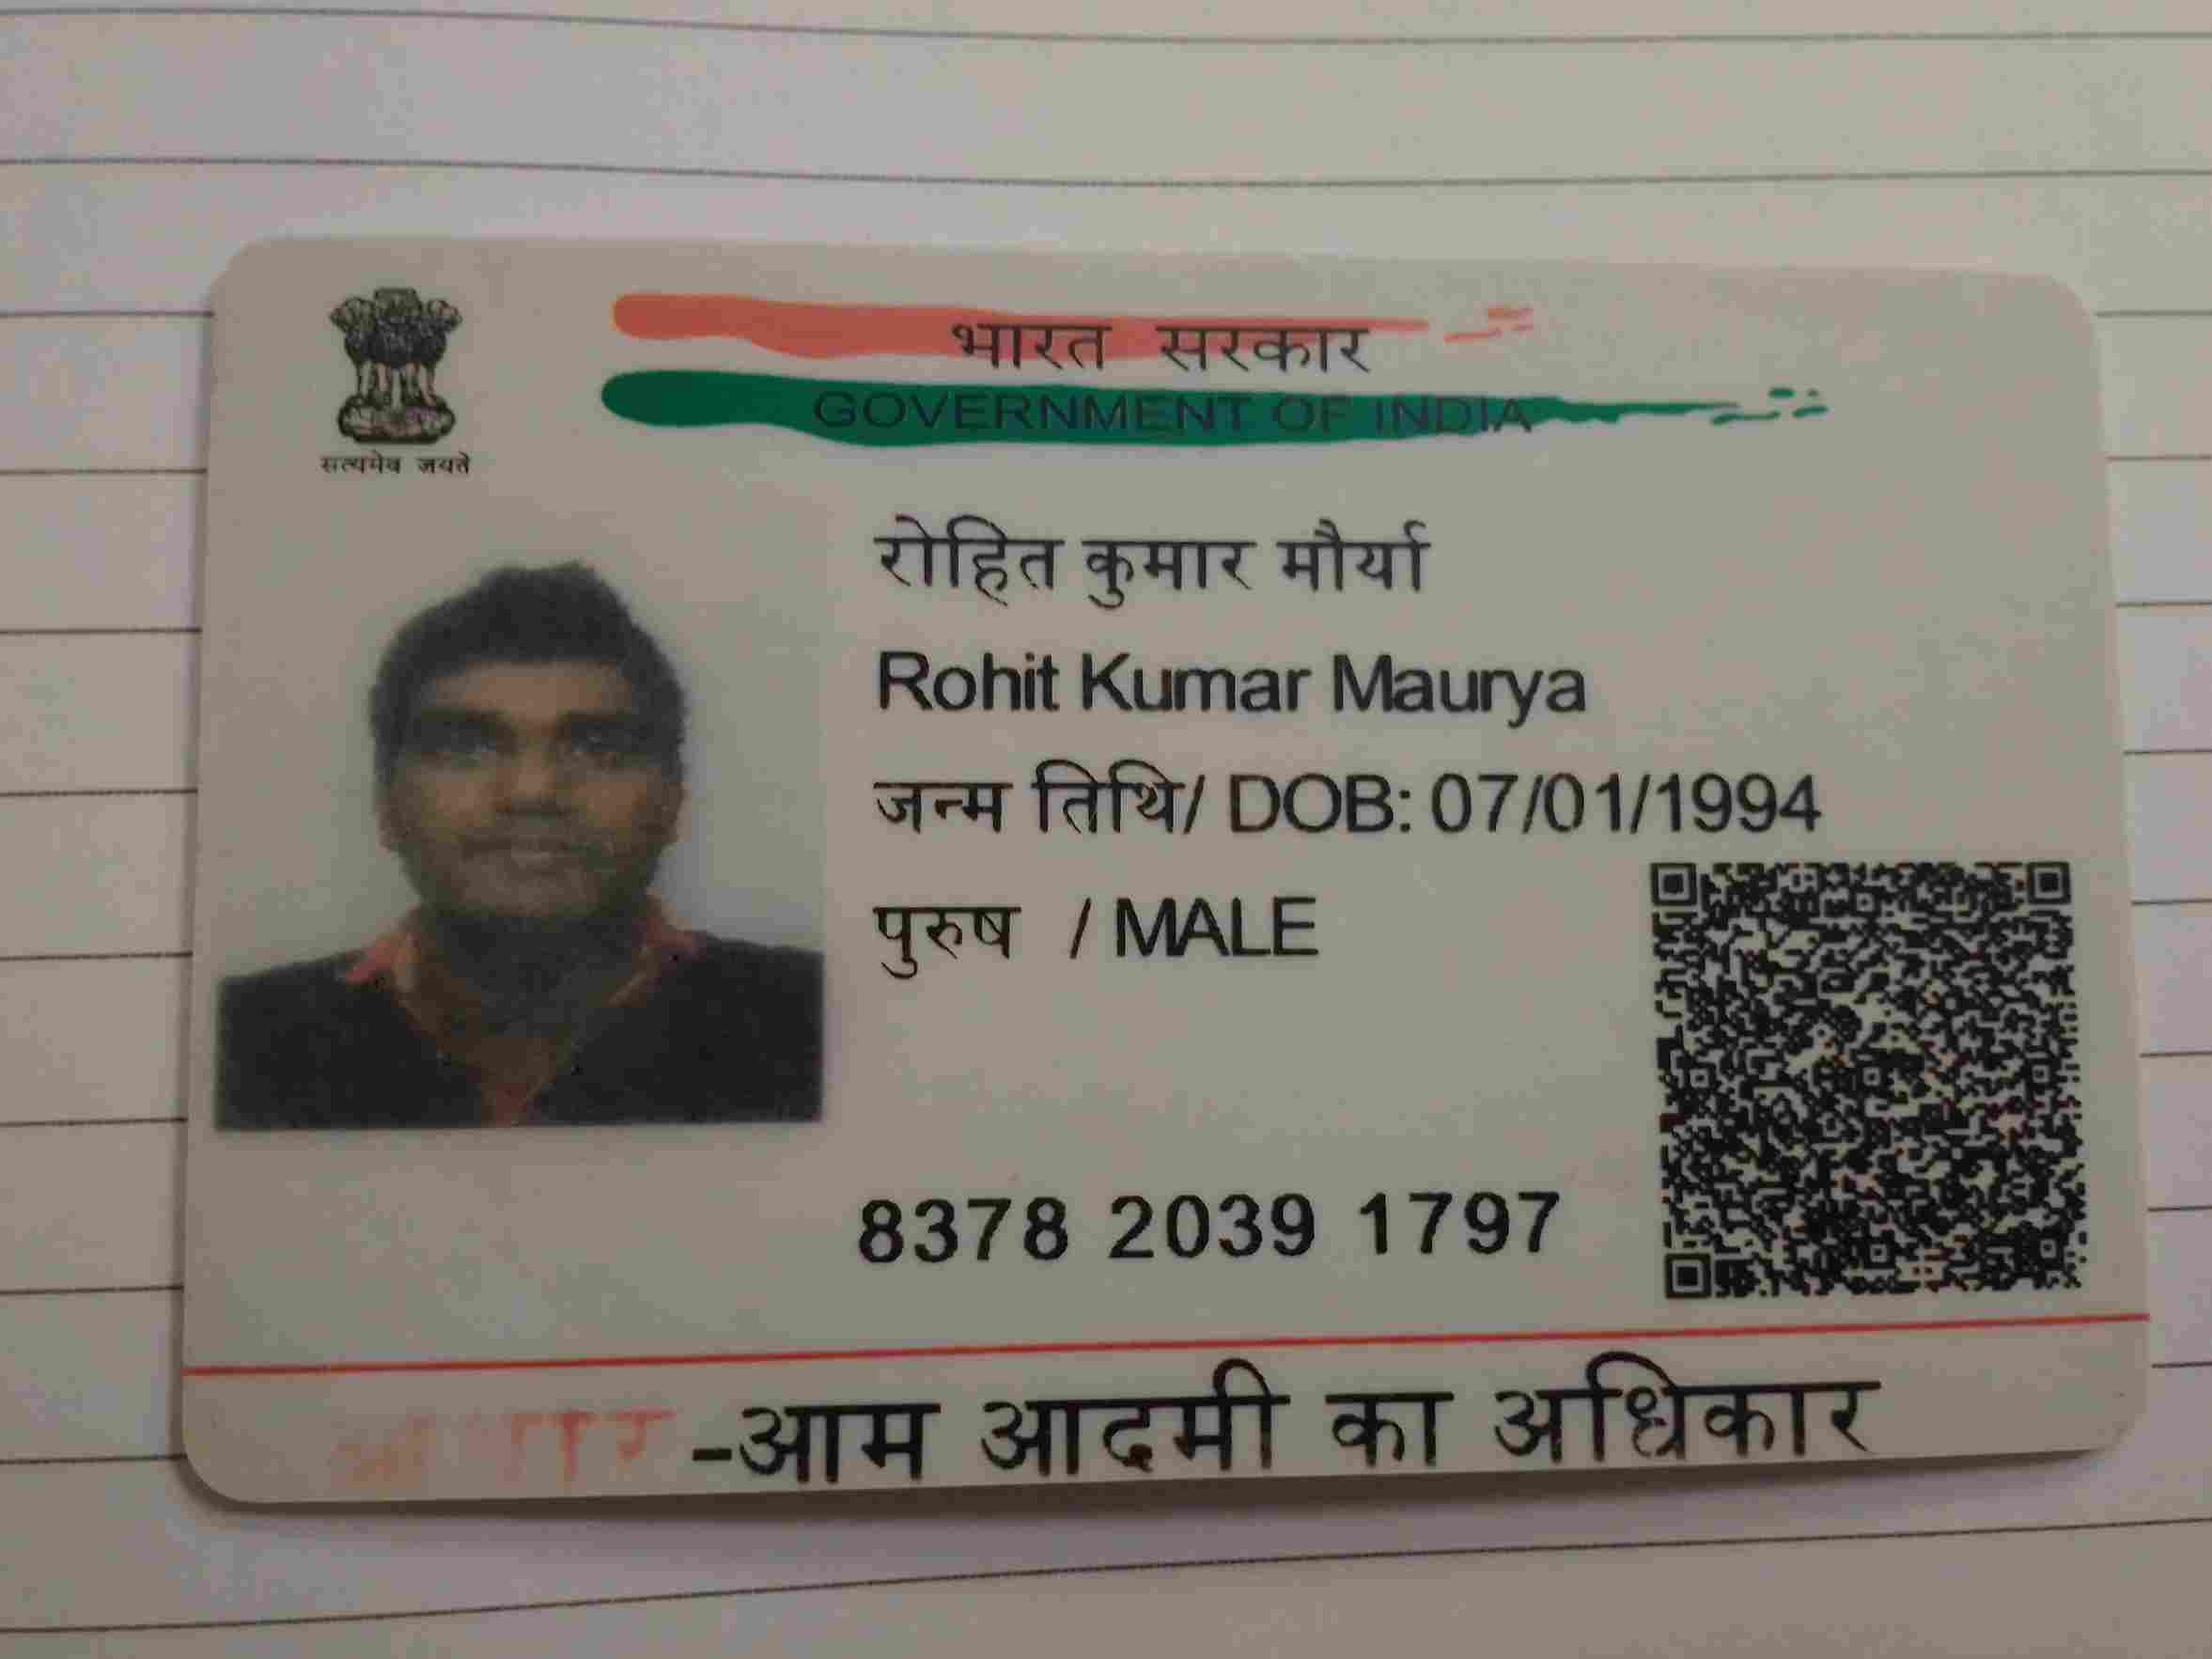 भारत सरकार
GOVERNMENT OF INDIA
सत्यमेव जयते
रोहित कुमार मौर्या
Rohit Kumar Maurya
जन्म तिथि/ DOB: 07/01/1994
पुरुष / MALE
8378 2039 1797
-आम आदमी का अधिकार